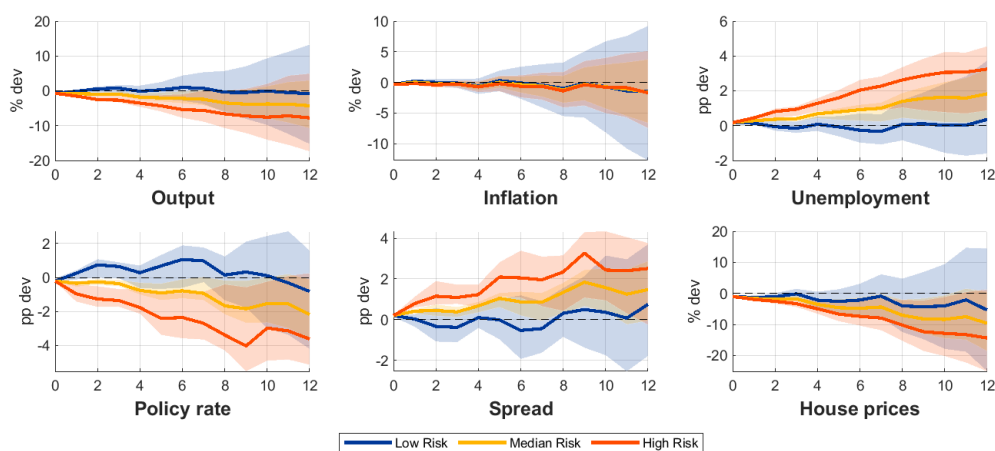 % dev
20
10
0
-10
-20
0 2 4 6 8 10 12
Output
% dev
10
5
0
-5
-10
0 2 4 6 8 10 12
Inflation
pp dev
6
4
2
0
-2
0 2 4 6 8 10 12
Unemployment
pp dev
2
0
-2
-4
0 2 4 6 8 10 12
Policy rate
pp dev
4
2
0
-2
0 2 4 6 8 10 12
Spread
% dev
20
10
0
-10
-20
0 2 4 6 8 10 12
House prices
Low Risk Median Risk High Risk